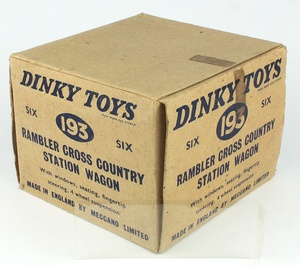 DINKY TOYS
SIX
193
RAMBLER CROSS COUNTRY
STATION WAGON
With windows, seating, fingertip
steering, 4 wheel suspension
MADE IN ENGLAND BY MECCANO LIMITED
DINKY TOYS
SIX
193
SIX
RAMBLER CROSS COUNTRY
STATION WAGON
With windows, seating, fingertip
steering, 4 wheel suspension
MADE IN ENGLAND BY MECCANO LIMITED